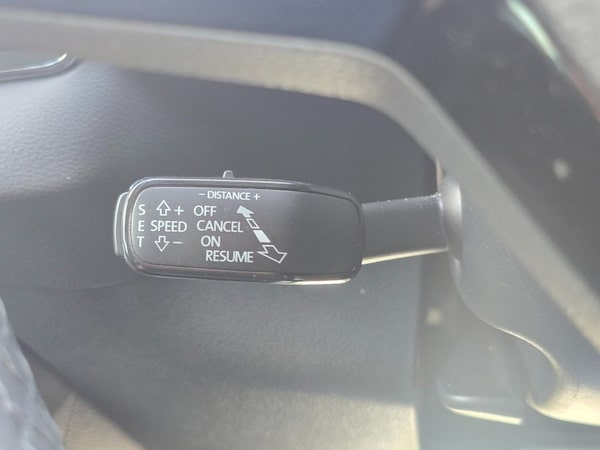 - DISTANCE +
S + OFF
E SPEED CANCEL
T - ON
RESUME